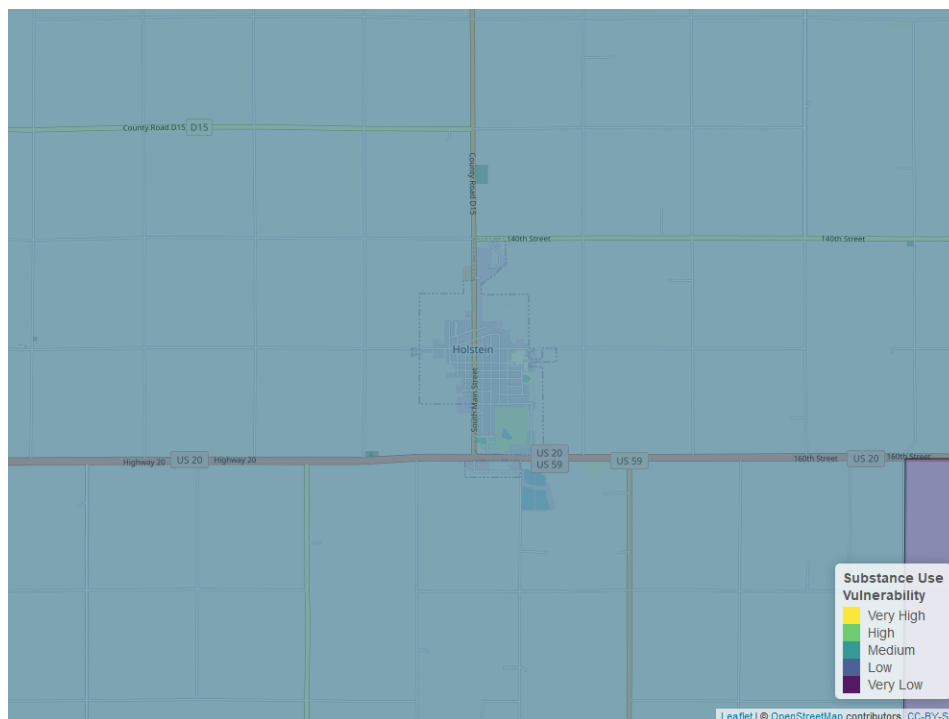 County Road D15
D15
County Road D15
140th Street
140th Street
Holstein
South Main Street
Highway 20
US 20
Highway 20
US 20
US 59
US 59
160th Street
US 20
160th Street
Substance Use
Vulnerability
Very High
High
Medium
Low
Very Low
Leaflet | © OpenStreetMap contributors, CC-BY-S